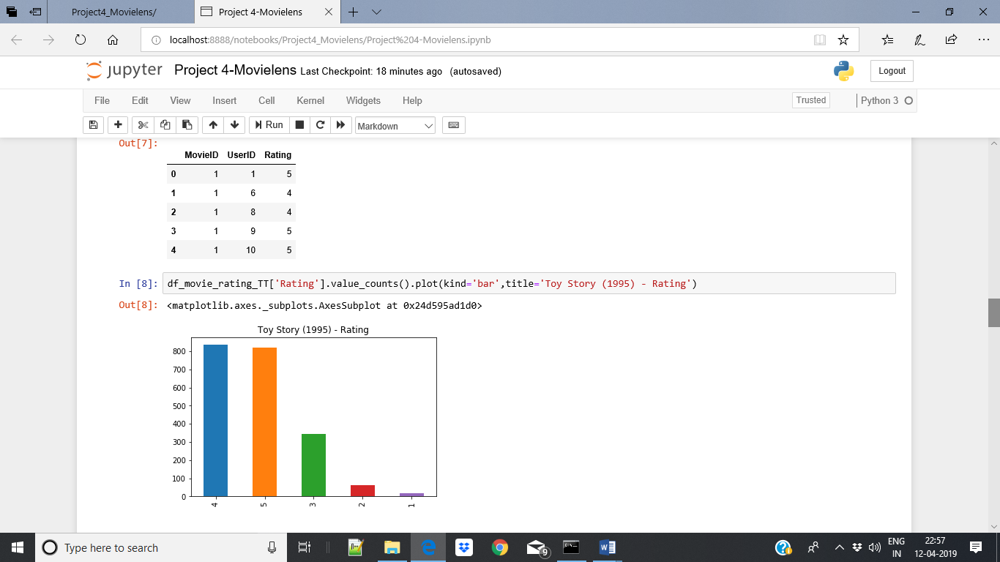 Project4_Movielens/ Project 4-Movielens
localhost:8888/notebooks/Project4_Movielens/Project%204-Movielens.ipynb
jupyter Project 4-Movielens Last Checkpoint: 18 minutes ago (autosaved) Logout
File Edit View Insert Cell Kernel Widgets Help Trusted Python 3
Run Markdown
Out[7]:
MovieID UserID Rating
0 1 1 5
1 1 6 4
2 1 8 4
3 1 9 5
4 1 10 5
In [8]: df_movie_rating_TT['Rating'].value_counts().plot(kind='bar',title='Toy Story (1995) - Rating')
Out[8]: <matplotlib.axes._subplots.AxesSubplot at 0x24d595ad1d0>
Toy Story (1995) - Rating
800
700
600
500
400
300
200
100
0
4 5 3 2 1
Type here to search 9 ENG 22:57
IN 12-04-2019